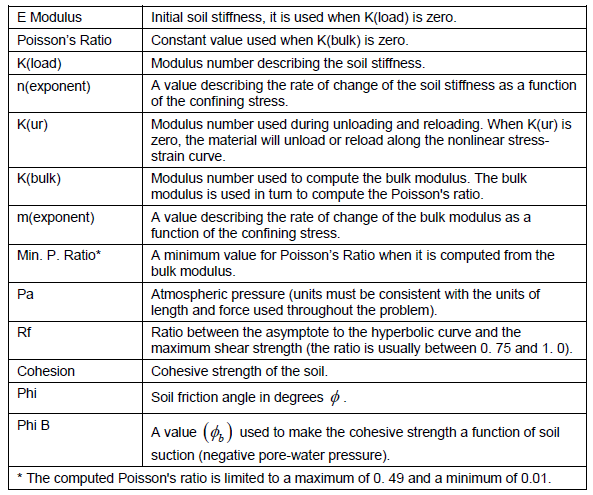 E Modulus Initial soil stiffness, it is used when K(load) is zero.
Poisson's Ratio Constant value used when K(bulk) is zero.
K(load) Modulus number describing the soil stiffness.
n(exponent) A value describing the rate of change of the soil stiffness as a function
of the confining stress.
K(ur) Modulus number used during unloading and reloading. When K(ur) is
zero, the material will unload or reload along the nonlinear stress-
strain curve.
K(bulk) Modulus number used to compute the bulk modulus. The bulk
modulus is used in turn to compute the Poisson's ratio.
m(exponent) A value describing the rate of change of the bulk modulus as a
function of the confining stress.
Min. P. Ratio* A minimum value for Poisson's Ratio when it is computed from the
bulk modulus.
Pa Atmospheric pressure (units must be consistent with the units of
length and force used throughout the problem).
Rf Ratio between the asymptote to the hyperbolic curve and the
maximum shear strength (the ratio is usually between 0. 75 and 1. 0).
Cohesion Cohesive strength of the soil.
Phi Soil friction angle in degrees ϕ .
Phi B A value (ϕb) used to make the cohesive strength a function of soil
suction (negative pore-water pressure).
* The computed Poisson's ratio is limited to a maximum of 0. 49 and a minimum of 0.01.